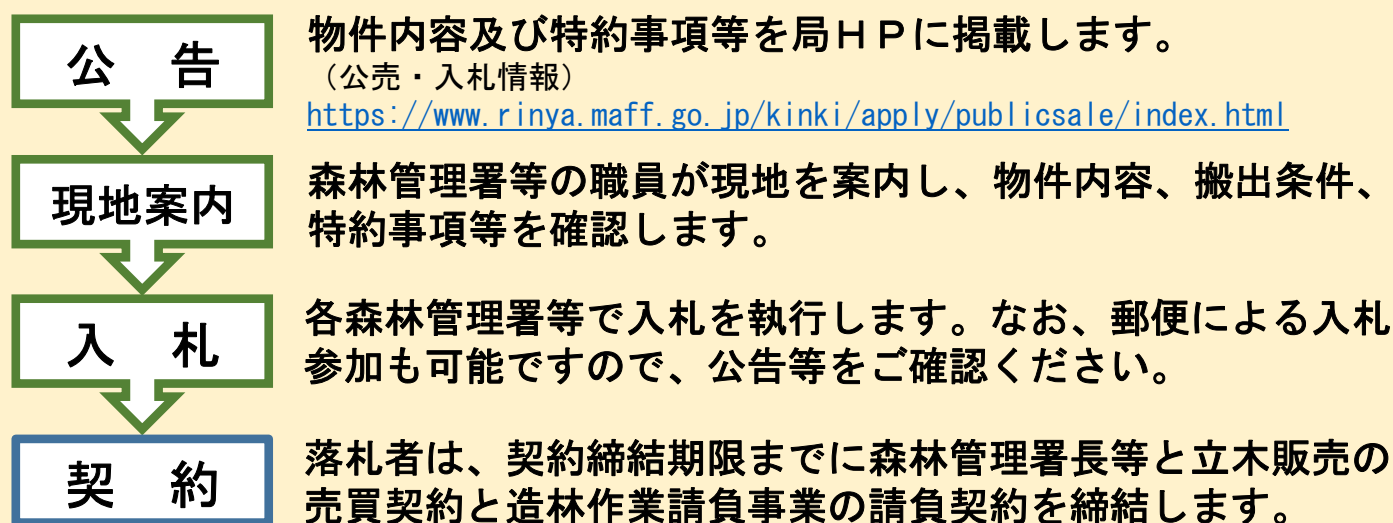 公　告
物件内容及び特約事項等を局ＨＰに掲載します。
（公売・入札情報）
https://www.rinya.maff.go.jp/kinki/apply/publicsale/index.html
現地案内
森林管理署等の職員が現地を案内し、物件内容、搬出条件、
特約事項等を確認します。
入　札
各森林管理署等で入札を執行します。なお、郵便による入札
参加も可能ですので、公告等をご確認ください。
契　約
落札者は、契約締結期限までに森林管理署長等と立木販売の
売買契約と造林作業請負事業の請負契約を締結します。